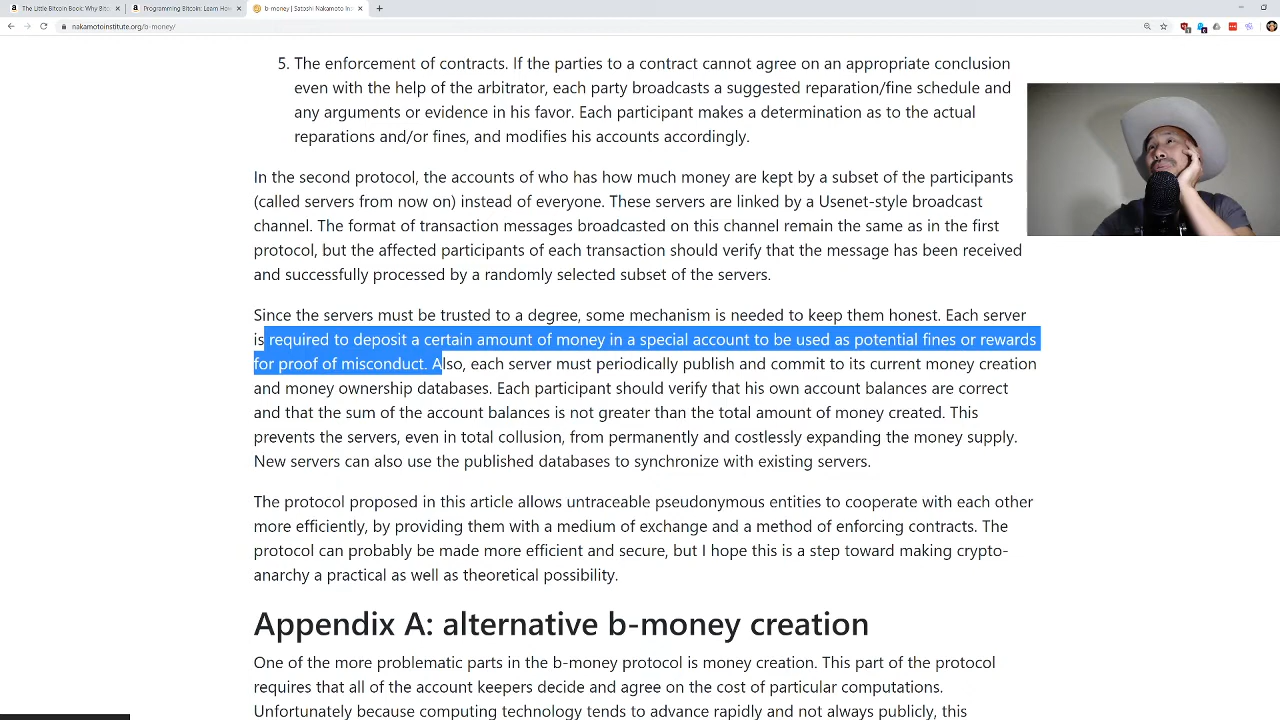 The Little Bitcoin Book: Why Bitc
Programming Bitcoin: Learn How
b-money | Satoshi Nakamoto Ins
nakamotoinstitute.org/b-money/
5. The enforcement of contracts. If the parties to a contract cannot agree on an appropriate conclusion
even with the help of the arbitrator, each party broadcasts a suggested reparation/fine schedule and
any arguments or evidence in his favor. Each participant makes a determination as to the actual
reparations and/or fines, and modifies his accounts accordingly.
In the second protocol, the accounts of who has how much money are kept by a subset of the participants
(called servers from now on) instead of everyone. These servers are linked by a Usenet-style broadcast
channel. The format of transaction messages broadcasted on this channel remain the same as in the first
protocol, but the affected participants of each transaction should verify that the message has been received
and successfully processed by a randomly selected subset of the servers.
Since the servers must be trusted to a degree, some mechanism is needed to keep them honest. Each server
is required to deposit a certain amount of money in a special account to be used as potential fines or rewards
for proof of misconduct. Also, each server must periodically publish and commit to its current money creation
and money ownership databases. Each participant should verify that his own account balances are correct
and that the sum of the account balances is not greater than the total amount of money created. This
prevents the servers, even in total collusion, from permanently and costlessly expanding the money supply.
New servers can also use the published databases to synchronize with existing servers.
The protocol proposed in this article allows untraceable pseudonymous entities to cooperate with each other
more efficiently, by providing them with a medium of exchange and a method of enforcing contracts. The
protocol can probably be made more efficient and secure, but I hope this is a step toward making crypto-
anarchy a practical as well as theoretical possibility.
Appendix A: alternative b-money creation
One of the more problematic parts in the b-money protocol is money creation. This part of the protocol
requires that all of the account keepers decide and agree on the cost of particular computations.
Unfortunately because computing technology tends to advance rapidly and not always publicly, this